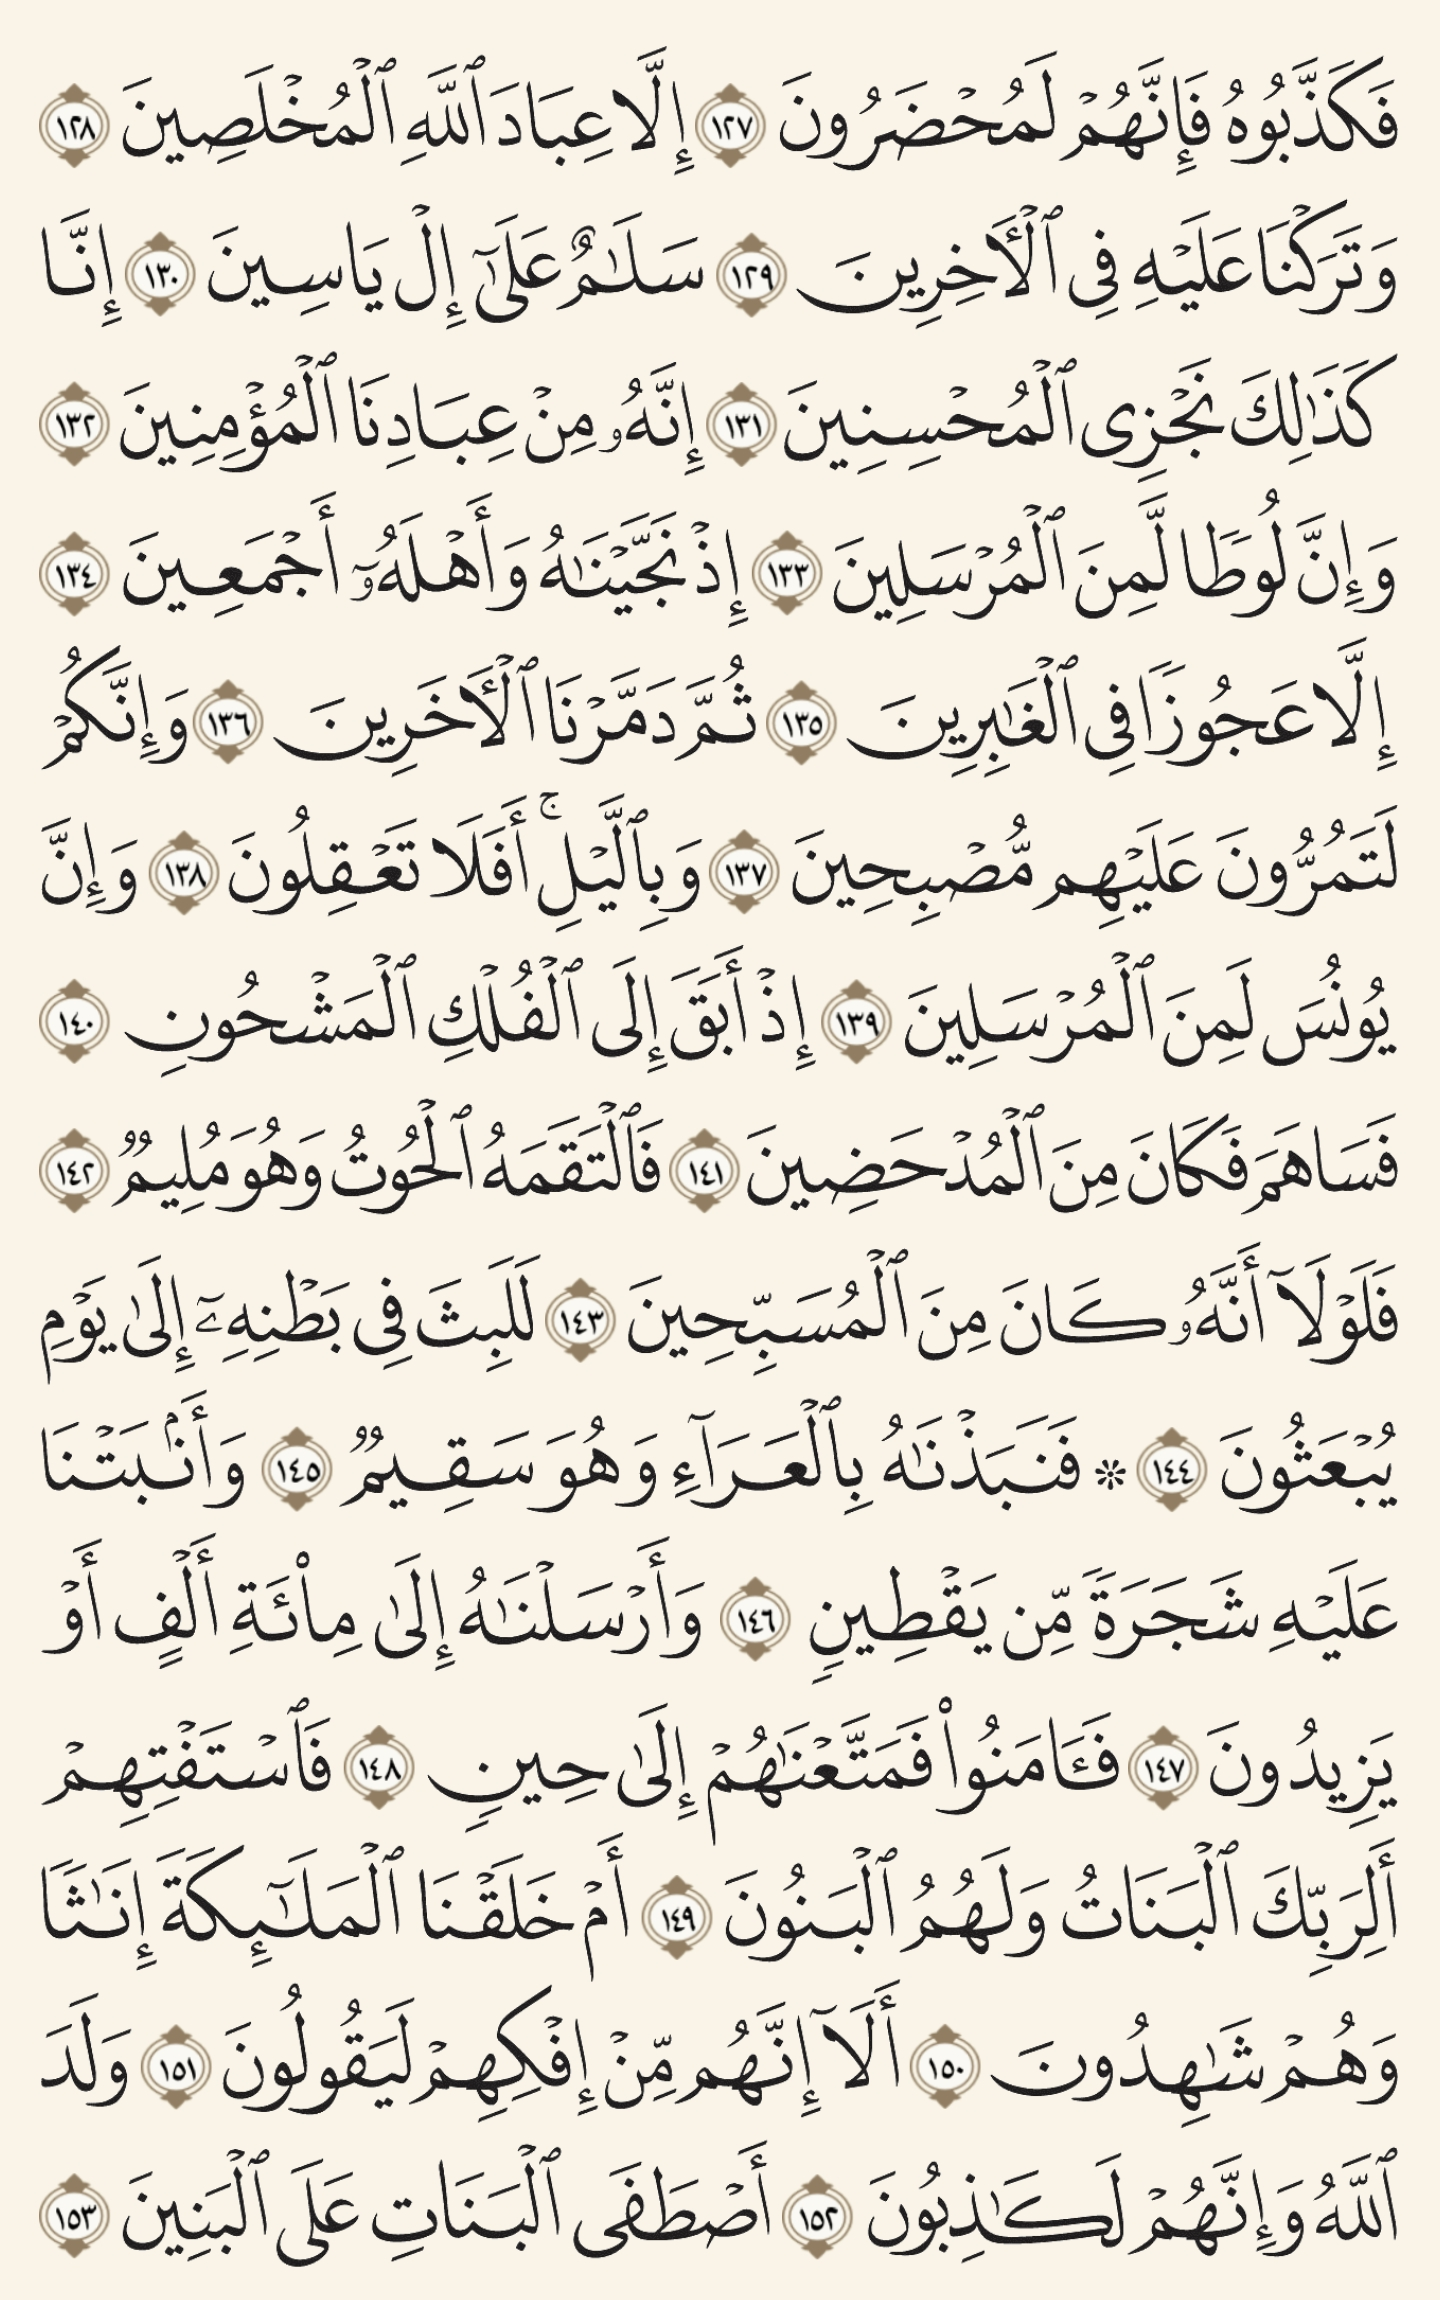 فَكَذَّبُوهُ فَإِنَّهُمۡ لَمُحۡضَرُونَ ١٢٧ إِلَّا عِبَادَ ٱللَّهِ ٱلۡمُخۡلَصِينَ ١٢٨
وَتَرَكۡنَا عَلَيۡهِ فِى ٱلۡأٓخِرِينَ ١٢٩ سَلَٰمٌ عَلَىٰٓ إِلۡ يَاسِينَ ١٣٠ إِنَّا
كَذَٰلِكَ نَجۡزِى ٱلۡمُحۡسِنِينَ ١٣١ إِنَّهُۥ مِنۡ عِبَادِنَا ٱلۡمُؤۡمِنِينَ ١٣٢
وَإِنَّ لُوطٗا لَّمِنَ ٱلۡمُرۡسَلِينَ ١٣٣ إِذۡ نَجَّيۡنَٰهُ وَأَهۡلَهُۥٓ أَجۡمَعِينَ ١٣٤
إِلَّا عَجُوزٗا فِى ٱلۡغَٰبِرِينَ ١٣٥ ثُمَّ دَمَّرۡنَا ٱلۡأٓخَرِينَ ١٣٦ وَإِنَّكُمۡ
لَتَمُرُّونَ عَلَيۡهِم مُّصۡبِحِينَ ١٣٧ وَبِٱلَّيۡلِۚ أَفَلَا تَعۡقِلُونَ ١٣٨ وَإِنَّ
يُونُسَ لَمِنَ ٱلۡمُرۡسَلِينَ ١٣٩ إِذۡ أَبَقَ إِلَى ٱلۡفُلۡكِ ٱلۡمَشۡحُونِ ١٤٠
فَسَاهَمَ فَكَانَ مِنَ ٱلۡمُدۡحَضِينَ ١٤١ فَٱلۡتَقَمَهُ ٱلۡحُوتُ وَهُوَ مُلِيمٞ ١٤٢
فَلَوۡلَآ أَنَّهُۥ كَانَ مِنَ ٱلۡمُسَبِّحِينَ ١٤٣ لَلَبِثَ فِى بَطۡنِهِۦٓ إِلَىٰ يَوۡمِ
يُبۡعَثُونَ ١٤٤ ۞ فَنَبَذۡنَٰهُ بِٱلۡعَرَآءِ وَهُوَ سَقِيمٞ ١٤٥ وَأَنۢبَتۡنَا
عَلَيۡهِ شَجَرَةٗ مِّن يَقۡطِينٖ ١٤٦ وَأَرۡسَلۡنَٰهُ إِلَىٰ مِاْئَةِ أَلۡفٍ أَوۡ
يَزِيدُونَ ١٤٧ فَـَٔامَنُواْ فَمَتَّعۡنَٰهُمۡ إِلَىٰ حِينٖ ١٤٨ فَٱسۡتَفۡتِهِمۡ
أَلِرَبِّكَ ٱلۡبَنَاتُ وَلَهُمُ ٱلۡبَنُونَ ١٤٩ أَمۡ خَلَقۡنَا ٱلۡمَلَٰٓئِكَةَ إِنَٰثٗا
وَهُمۡ شَٰهِدُونَ ١٥٠ أَلَآ إِنَّهُم مِّنۡ إِفۡكِهِمۡ لَيَقُولُونَ ١٥١ وَلَدَ
ٱللَّهُ وَإِنَّهُمۡ لَكَٰذِبُونَ ١٥٢ أَصۡطَفَى ٱلۡبَنَاتِ عَلَى ٱلۡبَنِينَ ١٥٣